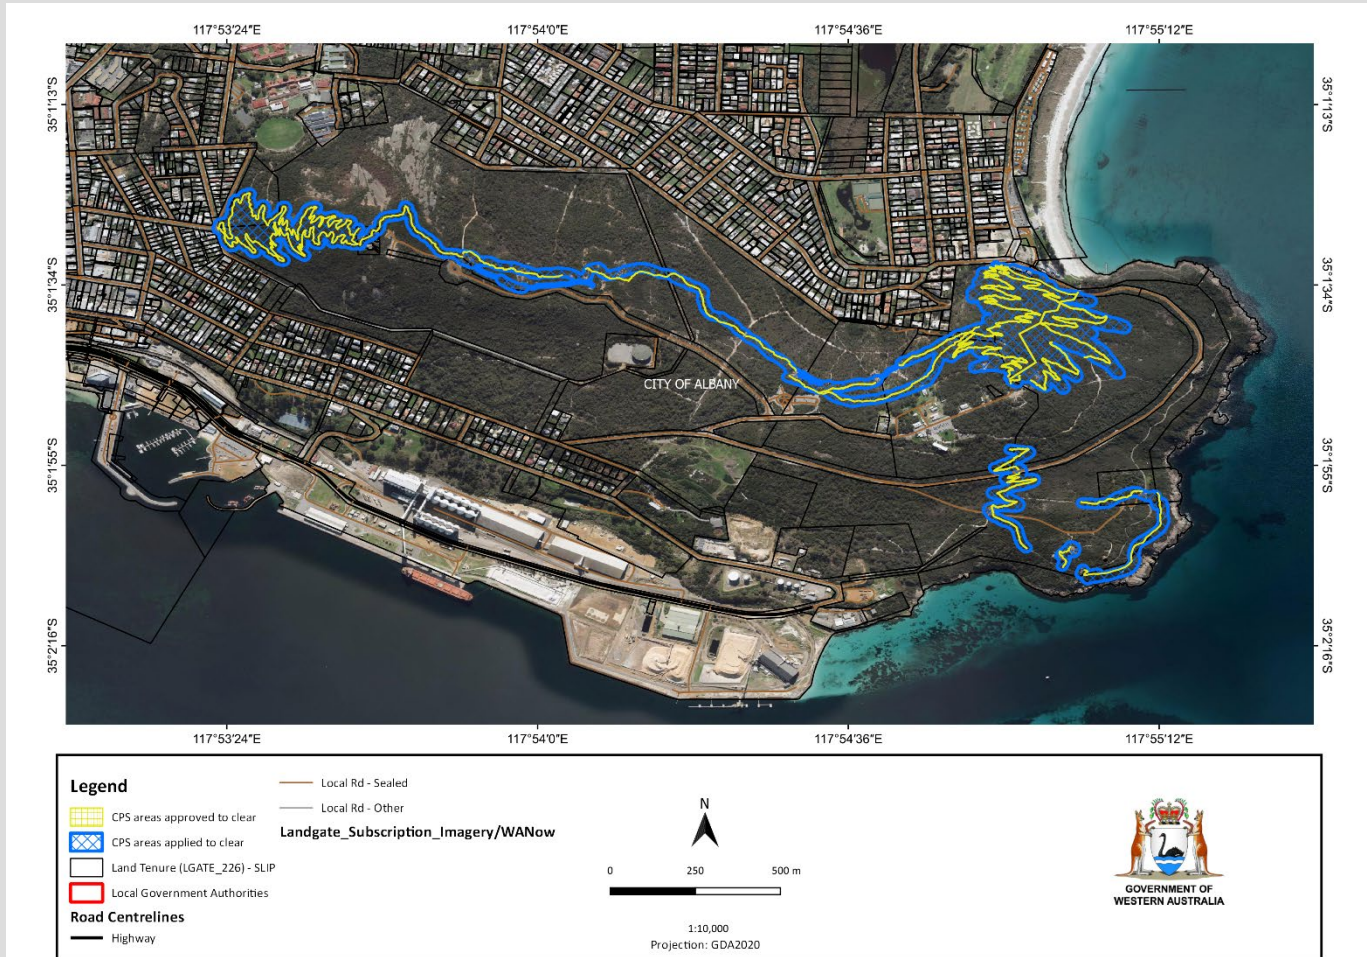 117°53'24"E 117°54'0"E 117°54'36"E 117°55'12"E
35°1'13"S 35°1'13"S
35°1'34"S 35°1'34"S
CITY OF ALBANY
35°1'55"S 35°1'55"S
35°2'16"S 35°2'16"S
117°53'24"E 117°54'0"E 117°54'36"E 117°55'12"E
Legend
CPS areas approved to clear
CPS areas applied to clear
Land Tenure (LGATE_226) - SLIP
Local Government Authorities
Road Centrelines
Highway
Local Rd - Sealed
Local Rd - Other
Landgate_Subscription_Imagery/WANow
N
0 250 500 m
1:10,000
Projection: GDA2020
GOVERNMENT OF
WESTERN AUSTRALIA